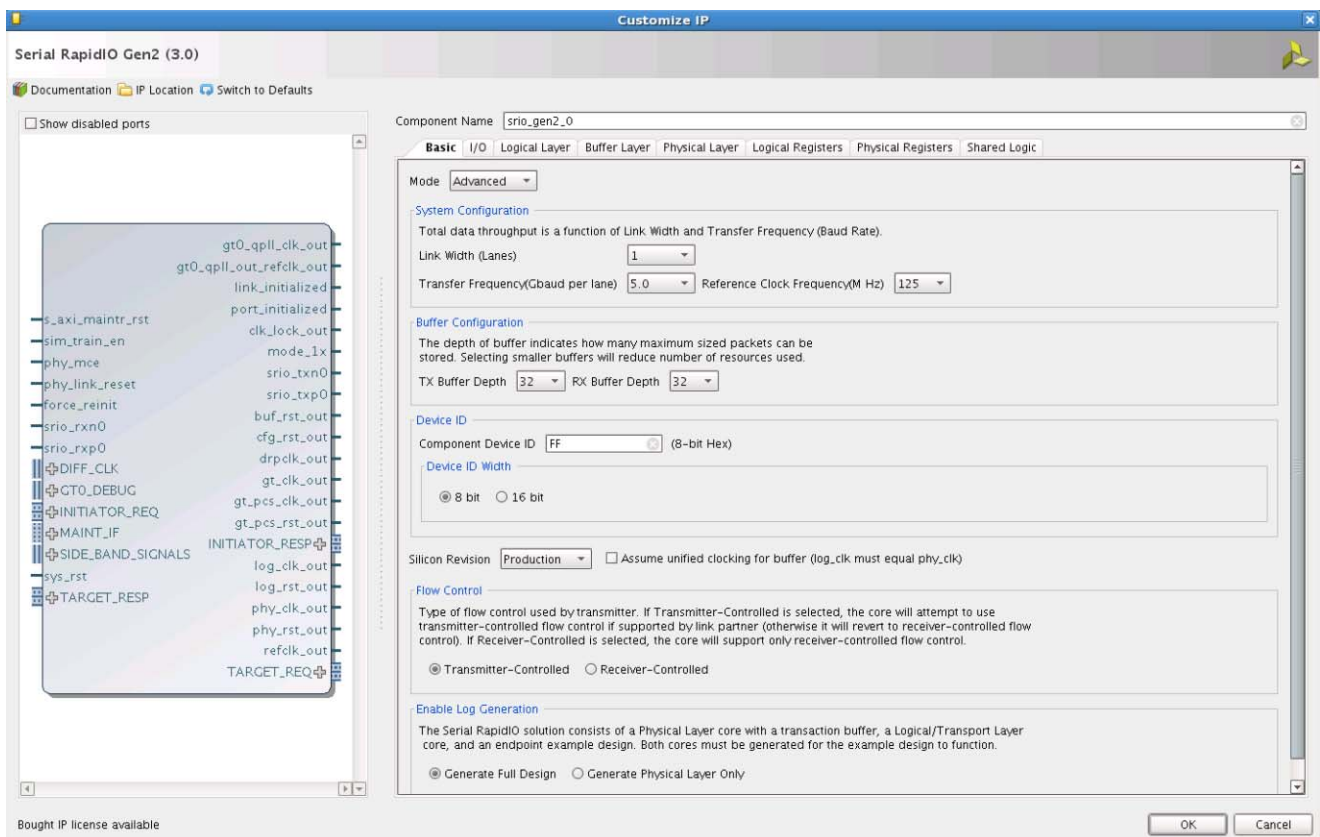 Customize IP
Serial RapidIO Gen2 (3.0)
Documentation IP Location Switch to Defaults
Show disabled ports
gt0_qpll_clk_out
gt0_qpll_out_refclk_out
link_initialized
port_initialized
clk_lock_out
mode_1x
srio_txn0
srio_txp0
buf_rst_out
cfg_rst_out
drpclk_out
gt_clk_out
gt_pcs_clk_out
gt_pcs_rst_out
INITIATOR_RESP
log_clk_out
log_rst_out
phy_clk_out
phy_rst_out
refclk_out
TARGET_REQ
s_axi_maintr_rst
sim_train_en
phy_mce
phy_link_reset
force_reinit
srio_rxn0
srio_rxp0
DIFF_CLK
GT0_DEBUG
INITIATOR_REQ
MAINT_IF
SIDE_BAND_SIGNALS
sys_rst
TARGET_RESP
Component Name srio_gen2_0
Basic I/O Logical Layer Buffer Layer Physical Layer Logical Registers Physical Registers Shared Logic
Mode Advanced
System Configuration
Total data throughput is a function of Link Width and Transfer Frequency (Baud Rate).
Link Width (Lanes) 1
Transfer Frequency(Gbaud per lane) 5.0 Reference Clock Frequency(M Hz) 125
Buffer Configuration
The depth of buffer indicates how many maximum sized packets can be
stored. Selecting smaller buffers will reduce number of resources used.
TX Buffer Depth 32 RX Buffer Depth 32
Device ID
Component Device ID FF (8-bit Hex)
Device ID Width
8 bit 16 bit
Silicon Revision Production Assume unified clocking for buffer (log_clk must equal phy_clk)
Flow Control
Type of flow control used by transmitter. If Transmitter-Controlled is selected, the core will attempt to use
transmitter-controlled flow control if supported by link partner (otherwise it will revert to receiver-controlled flow
control). If Receiver-Controlled is selected, the core will support only receiver-controlled flow control.
Transmitter-Controlled Receiver-Controlled
Enable Log Generation
The Serial RapidIO solution consists of a Physical Layer core with a transaction buffer, a Logical/Transport Layer
core, and an endpoint example design. Both cores must be generated for the example design to function.
Generate Full Design Generate Physical Layer Only
Bought IP license available
OK Cancel